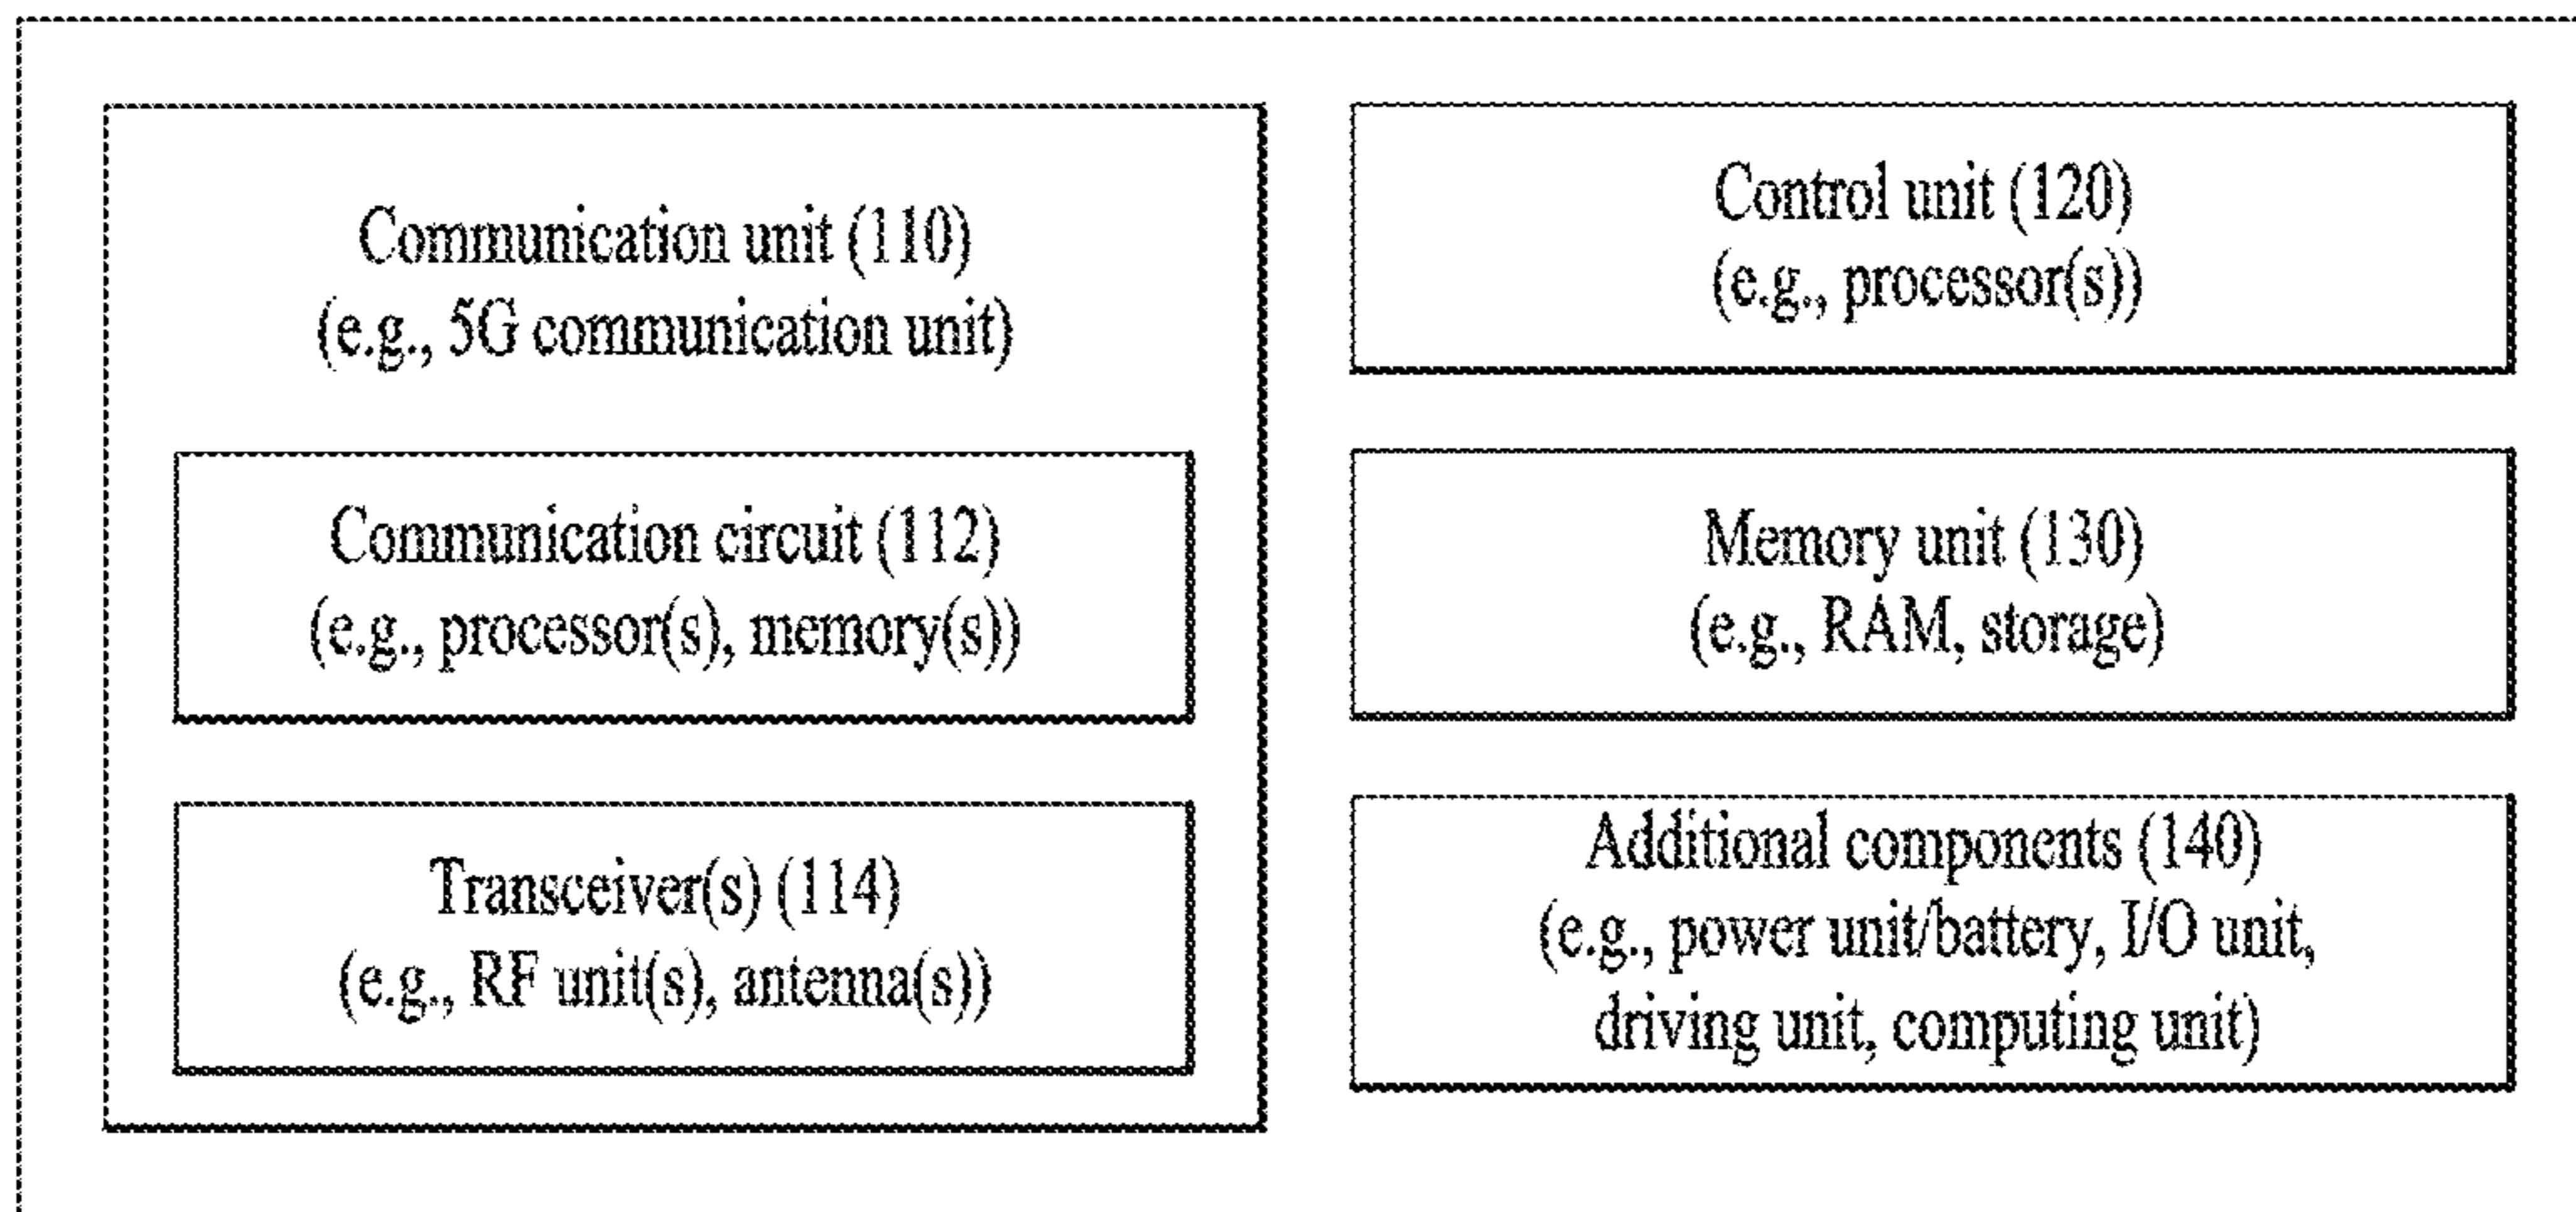 Communication unit (110)
(e.g., 5G communication unit)
Communication circuit (112)
(e.g., processor(s), memory(s))
Transceiver(s) (114)
(e.g., RF unit(s), antenna(s))
Control unit (120)
(e.g., processor(s))
Memory unit (130)
(e.g., RAM, storage)
Additional components (140)
(e.g., power unit/battery, I/O unit,
driving unit, computing unit)